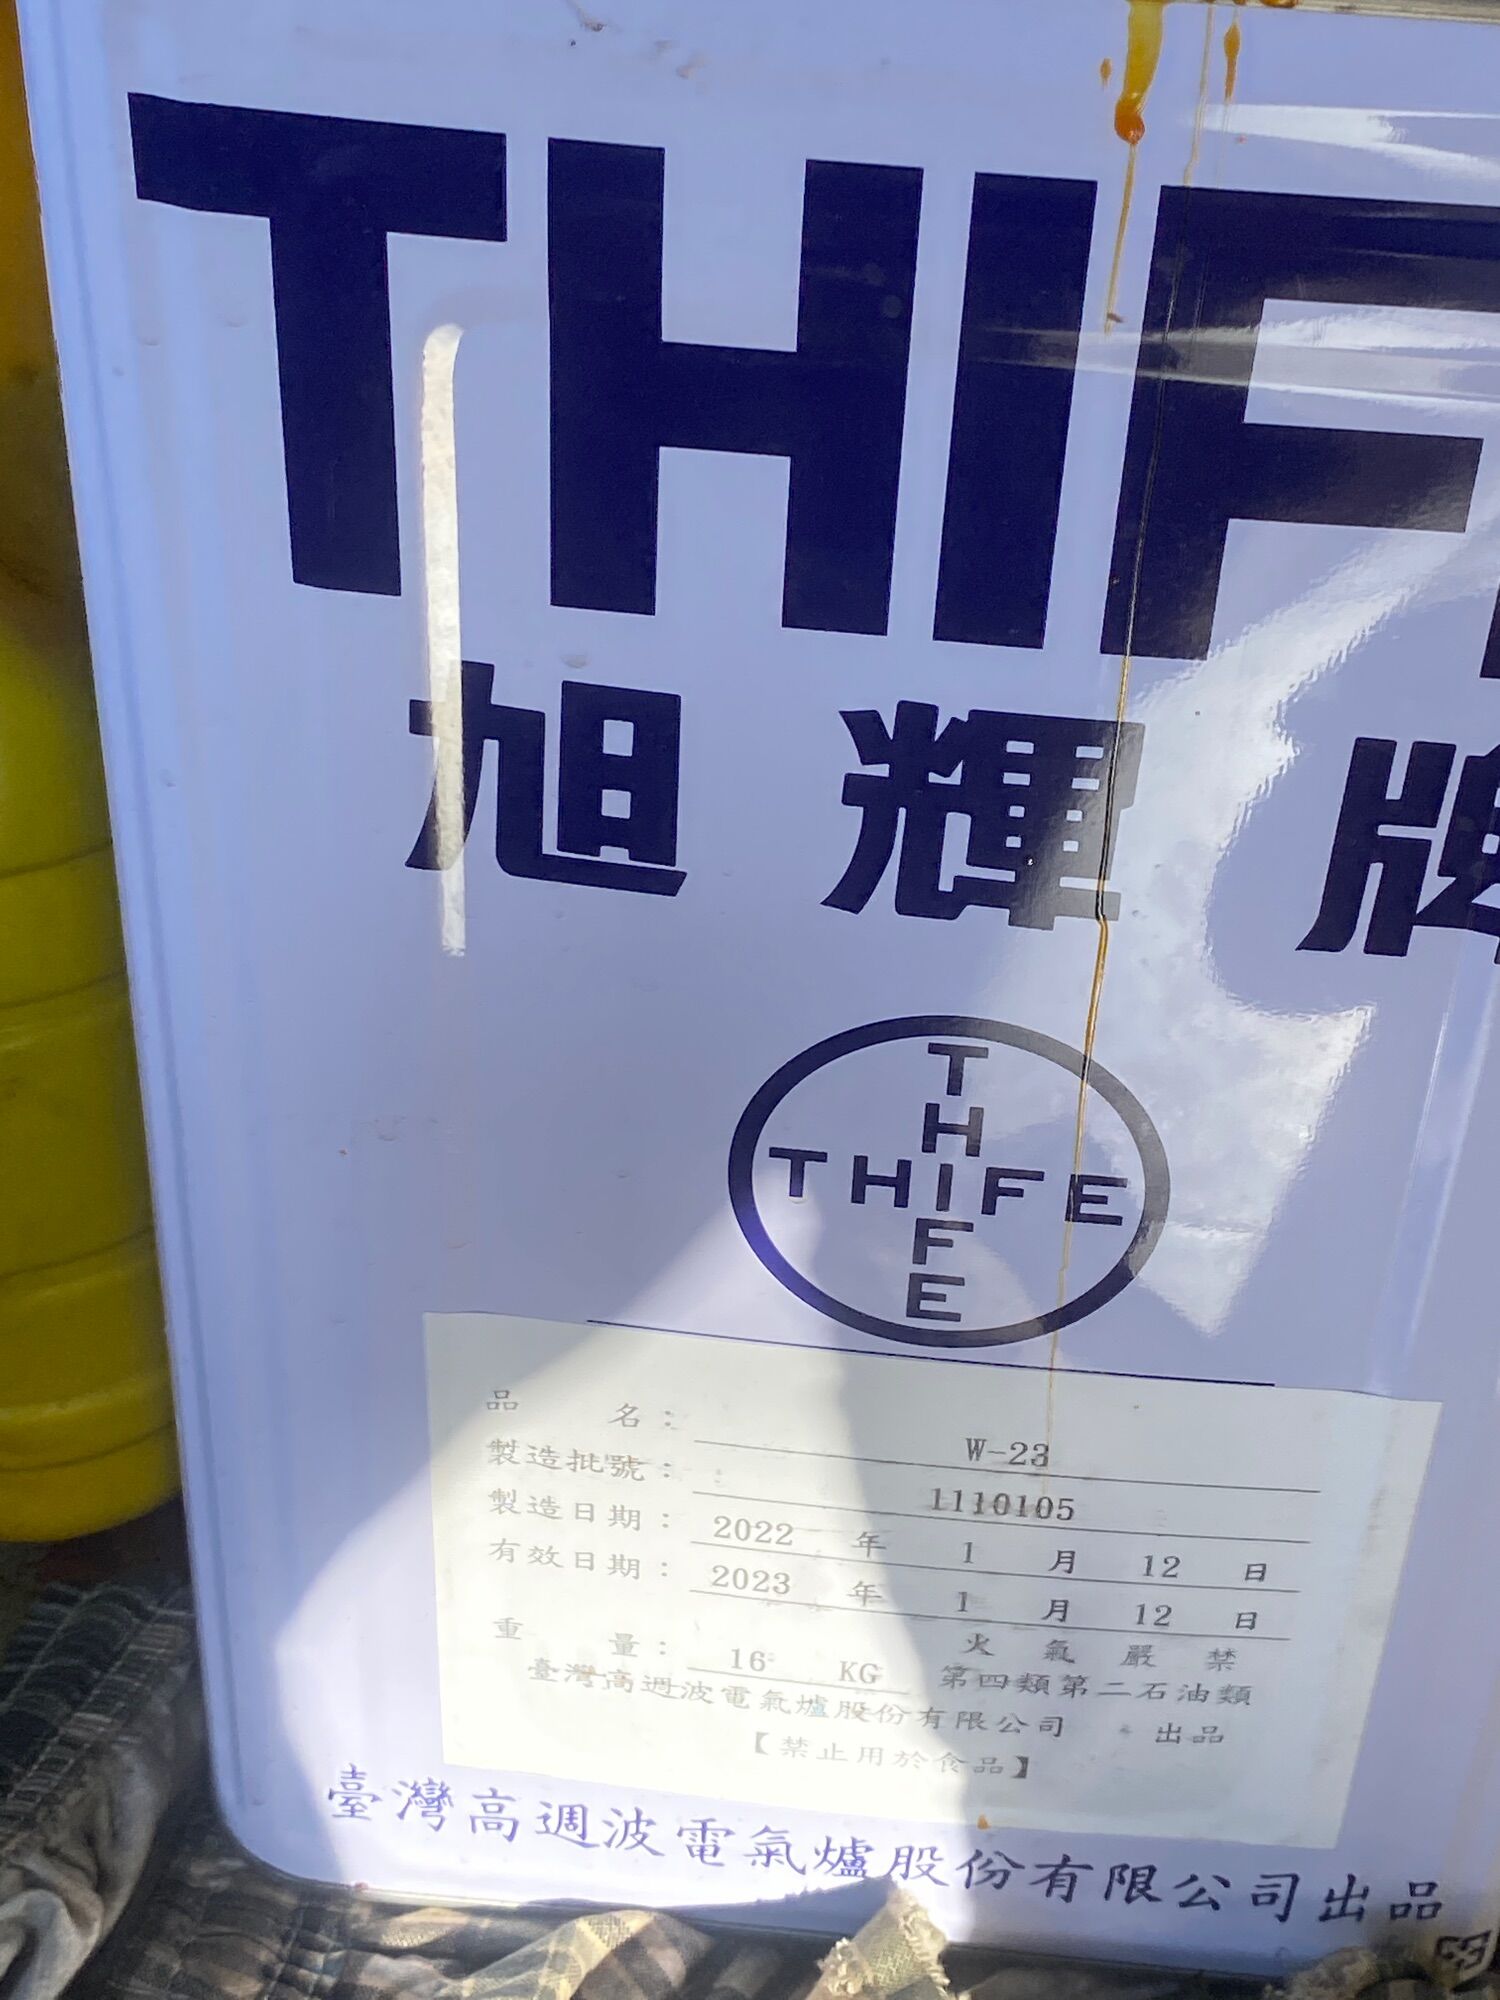 THIF
旭輝牌
T
H
THIFE
F
E
品 名: W-23
製造批號: 1110105
製造日期: 2022 年 1 月 12 日
有效日期: 2023 年 1 月 12 日
重 量: 16 KG 火氣嚴禁
第四類第二石油類
臺灣高週波電氣爐股份有限公司 出品
【禁止用於食品】
臺灣高週波電氣爐股份有限公司出品